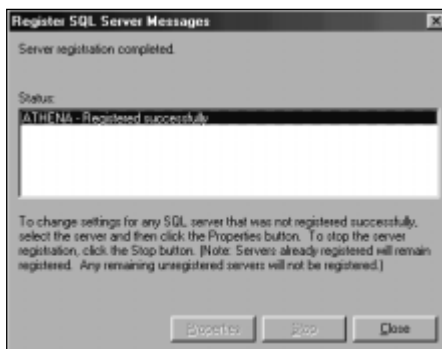 Register SQL Server Messages
Server registration completed.
Status:
ATHENA - Registered successfully
To change settings for any SQL server that was not registered successfully,
select the server and then click the Properties button. To stop the server
registration, click the Stop button. (Note: Servers already registered will remain
registered. Any remaining unregistered servers will not be registered.)
Properties Stop Close